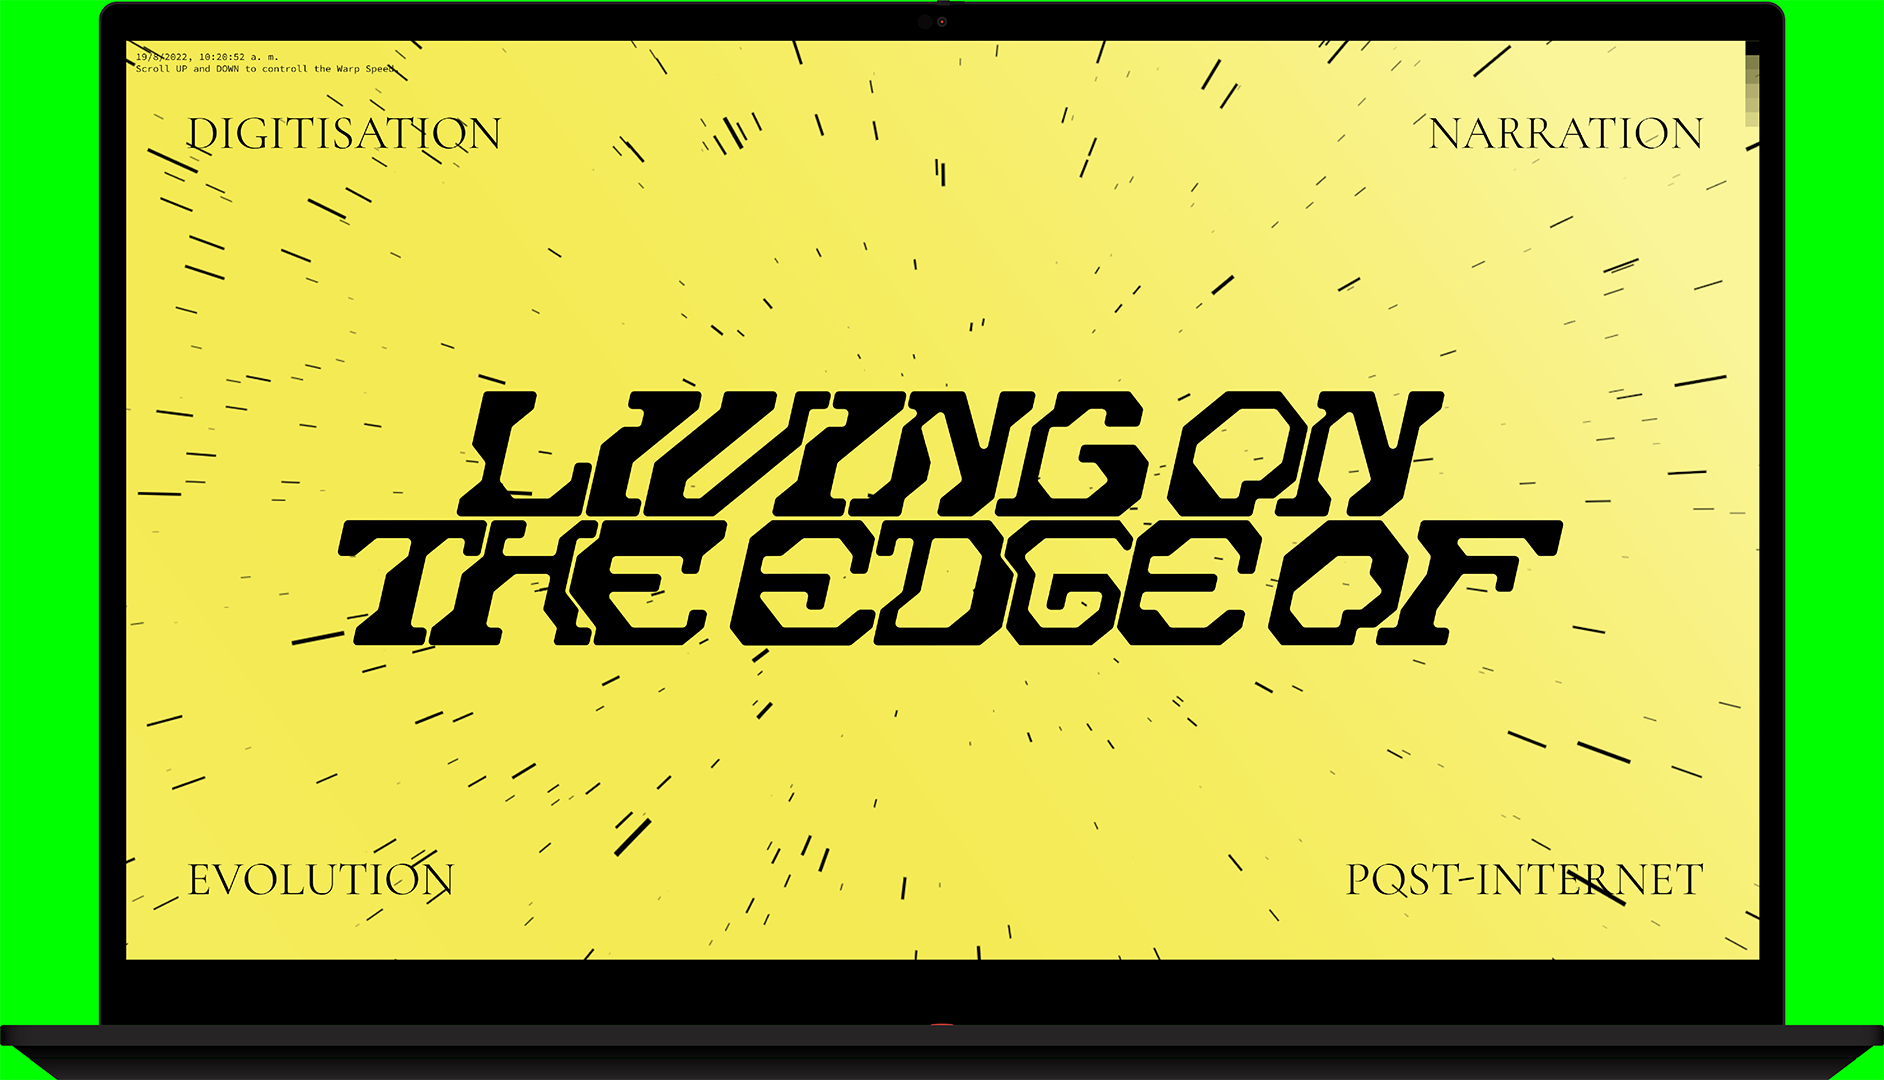 19/8/2022, 10:20:52 a. m.
Scroll UP and DOWN to controll the Warp Speed.
DIGITISATION
NARRATION
LIVING ON
THE EDGE OF
EVOLUTION
POST-INTERNET